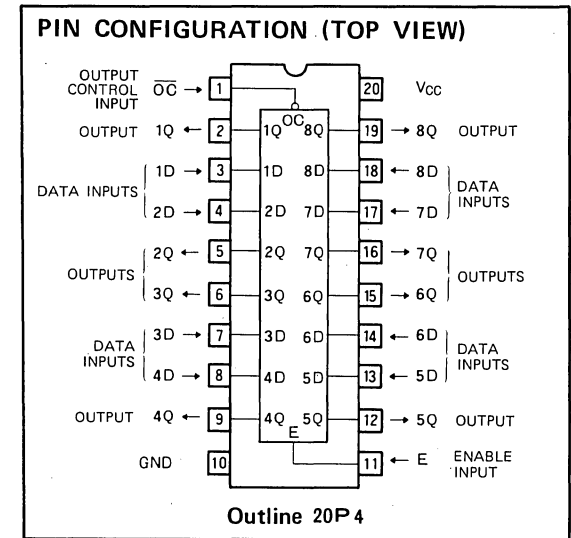 PIN CONFIGURATION (TOP VIEW)
OUTPUT
CONTROL
INPUT
OC → 1
20 Vcc
OC
OUTPUT 1Q ← 2 1Q 8Q 19 → 8Q OUTPUT
DATA INPUTS
1D → 3 1D 8D 18 ← 8D
2D → 4 2D 7D 17 ← 7D
DATA
INPUTS
OUTPUTS
2Q ← 5 2Q 7Q 16 → 7Q
3Q ← 6 3Q 6Q 15 → 6Q
OUTPUTS
DATA
INPUTS
3D → 7 3D 6D 14 ← 6D
4D → 8 4D 5D 13 ← 5D
DATA
INPUTS
OUTPUT 4Q ← 9 4Q 5Q 12 → 5Q OUTPUT
E
GND 10
11 ← E ENABLE
INPUT
Outline 20P4